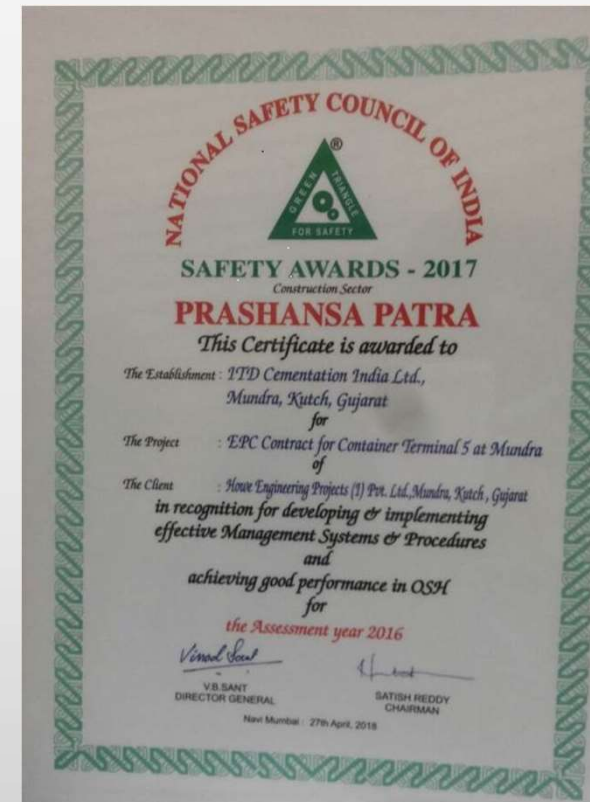 NATIONAL SAFETY COUNCIL OF INDIA
®
GREEN TRIANGLE
FOR SAFETY
SAFETY AWARDS - 2017
Construction Sector
PRASHANSA PATRA
This Certificate is awarded to
The Establishment : ITD Cementation India Ltd.,
Mundra, Kutch, Gujarat
for
The Project : EPC Contract for Container Terminal 5 at Mundra
of
The Client : Howe Engineering Projects (I) Pvt. Ltd.,Mundra, Kutch , Gujarat
in recognition for developing & implementing
effective Management Systems & Procedures
and
achieving good performance in OSH
for
the Assessment year 2016
V.B.SANT
DIRECTOR GENERAL
SATISH REDDY
CHAIRMAN
Navi Mumbai : 27th April, 2018